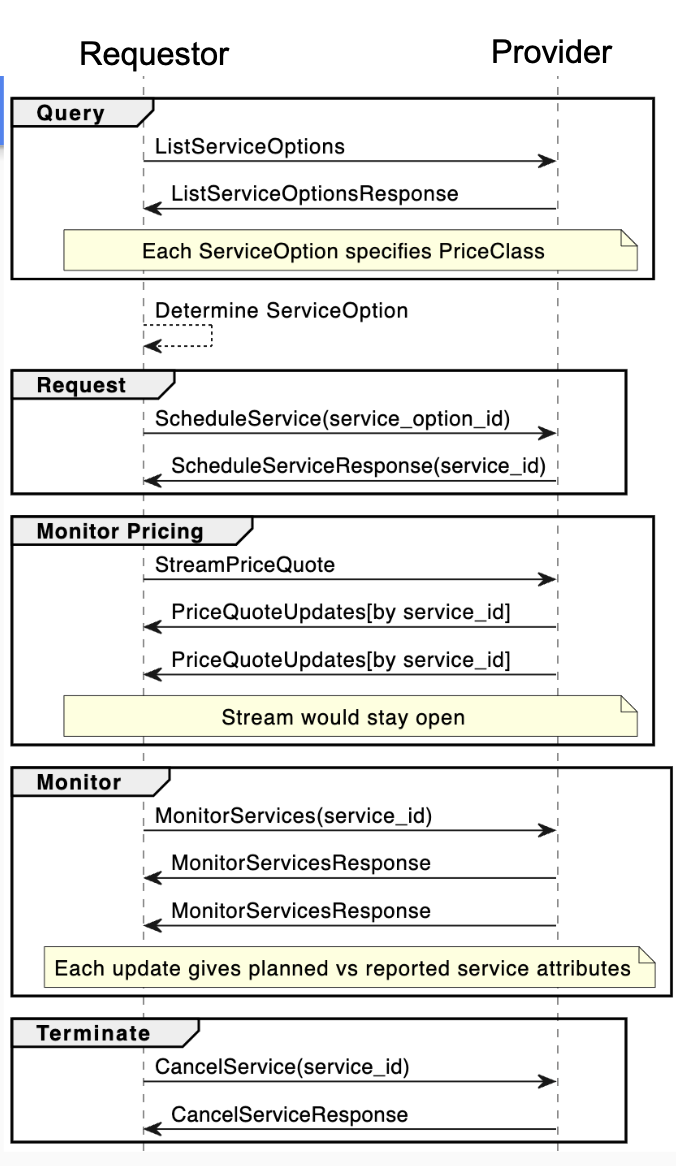 Requestor
Provider
Query
ListServiceOptions
ListServiceOptionsResponse
Each ServiceOption specifies PriceClass
Determine ServiceOption
Request
ScheduleService(service_option_id)
ScheduleServiceResponse(service_id)
Monitor Pricing
StreamPriceQuote
PriceQuoteUpdates[by service_id]
PriceQuoteUpdates[by service_id]
Stream would stay open
Monitor
MonitorServices(service_id)
MonitorServicesResponse
MonitorServicesResponse
Each update gives planned vs reported service attributes
Terminate
CancelService(service_id)
CancelServiceResponse